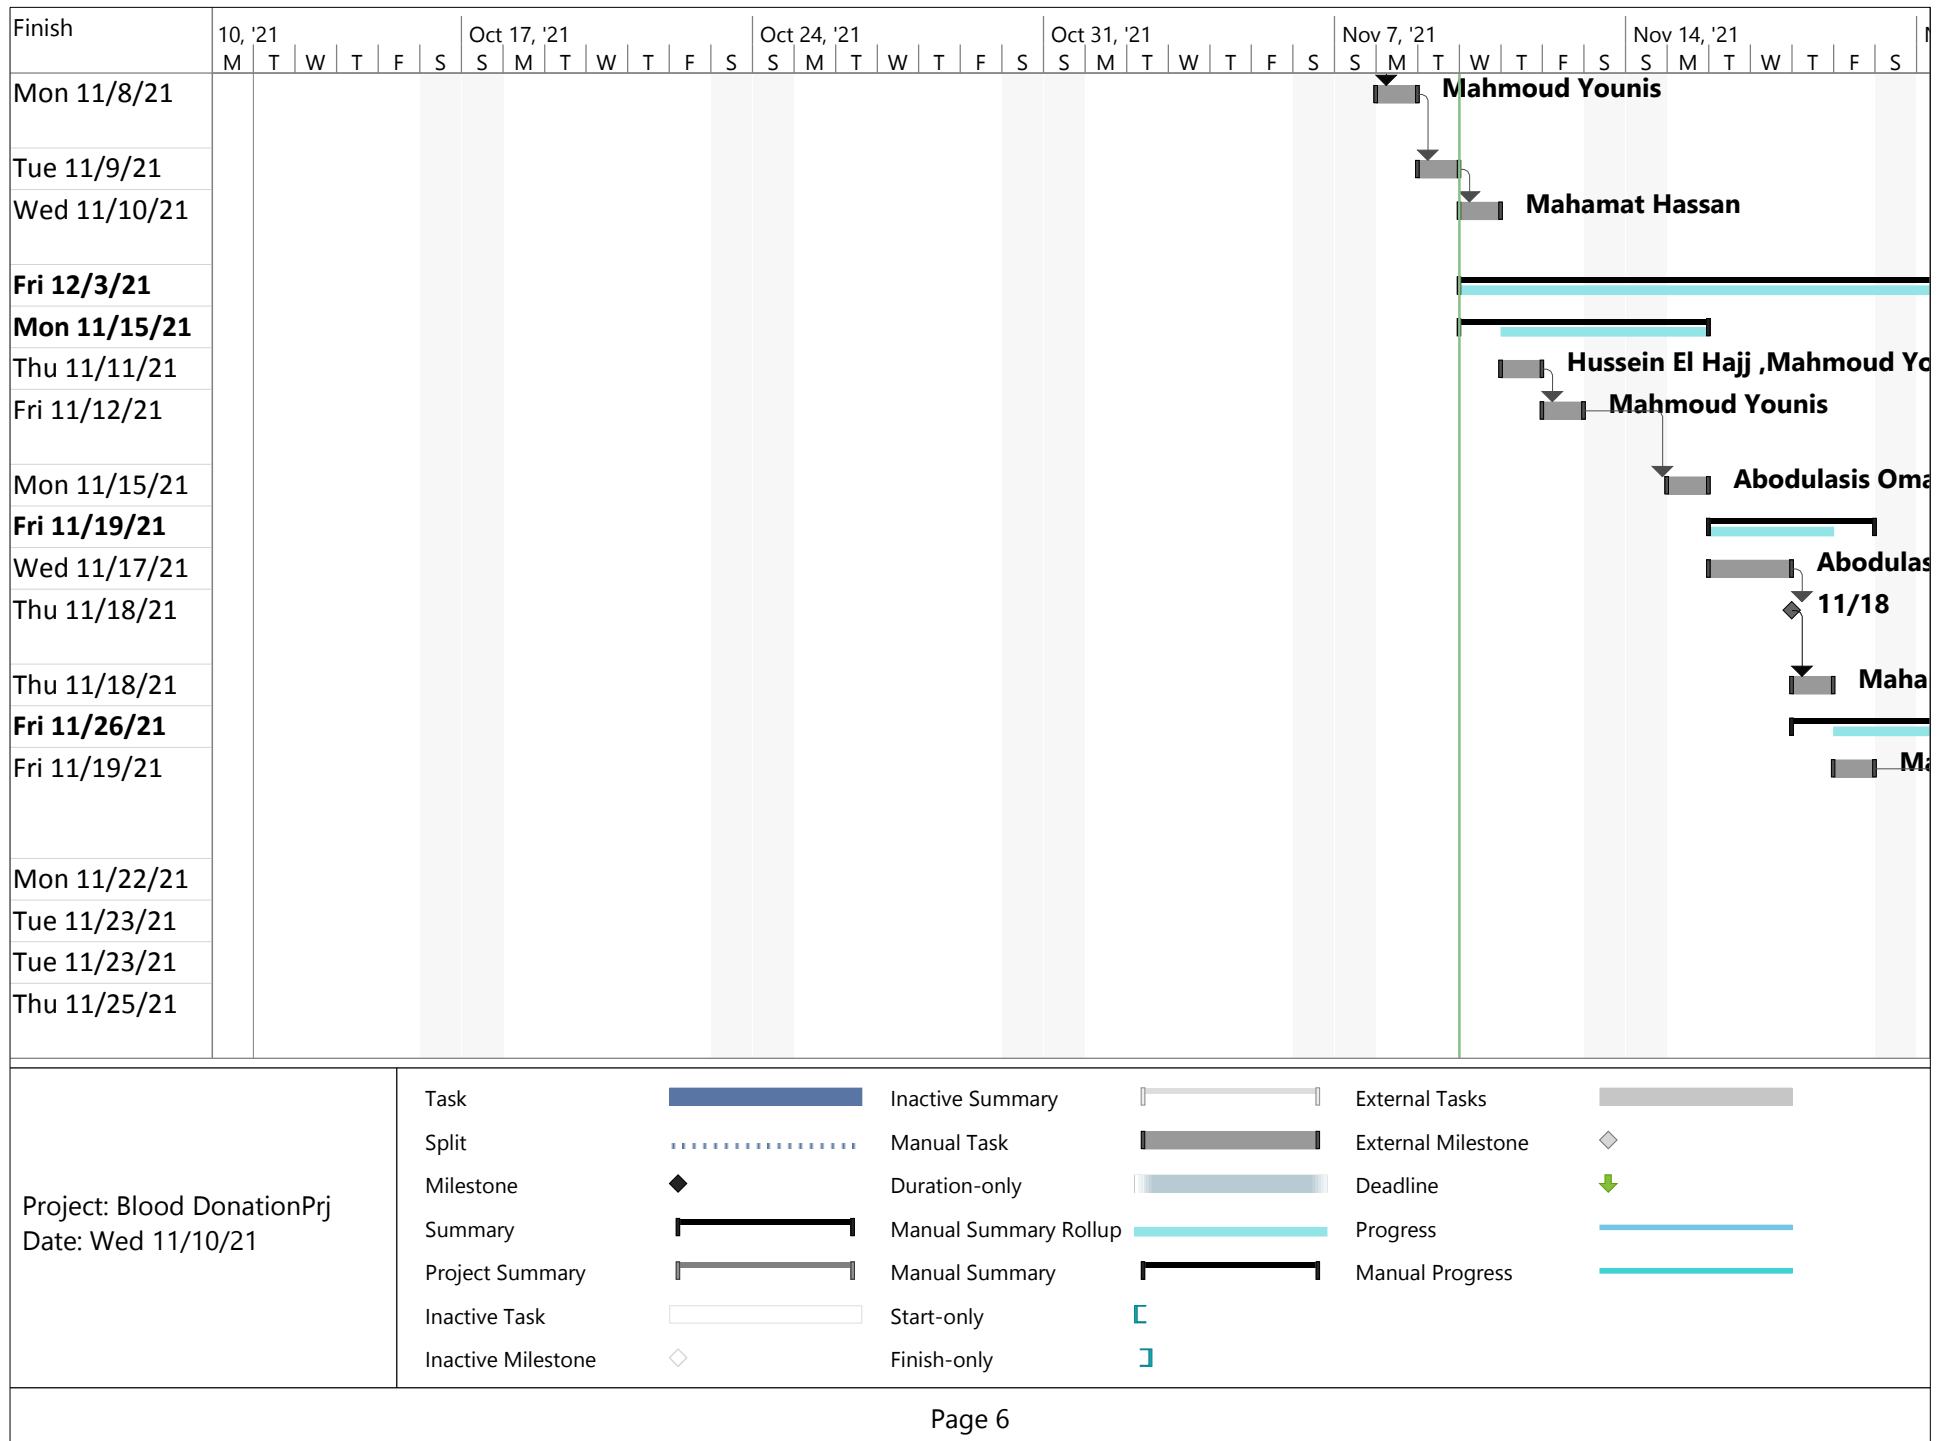 Finish
10, '21 Oct 17, '21 Oct 24, '21 Oct 31, '21 Nov 7, '21 Nov 14, '21
M T W T F S S M T W T F S S M T W T F S S M T W T F S S M T W T F S S M T W T F S
Mon 11/8/21 Mahmoud Younis
Tue 11/9/21
Wed 11/10/21 Mahamat Hassan
Fri 12/3/21
Mon 11/15/21
Thu 11/11/21 Hussein El Hajj ,Mahmoud Yo
Fri 11/12/21 Mahmoud Younis
Mon 11/15/21 Abodulasis Oma
Fri 11/19/21
Wed 11/17/21 Abodulas
Thu 11/18/21 11/18
Thu 11/18/21 Maha
Fri 11/26/21
Fri 11/19/21 Ma
Mon 11/22/21
Tue 11/23/21
Tue 11/23/21
Thu 11/25/21
Project: Blood DonationPrj
Date: Wed 11/10/21
Task
Split
Milestone
Summary
Project Summary
Inactive Task
Inactive Milestone
Inactive Summary
Manual Task
Duration-only
Manual Summary Rollup
Manual Summary
Start-only
Finish-only
External Tasks
External Milestone
Deadline
Progress
Manual Progress
Page 6